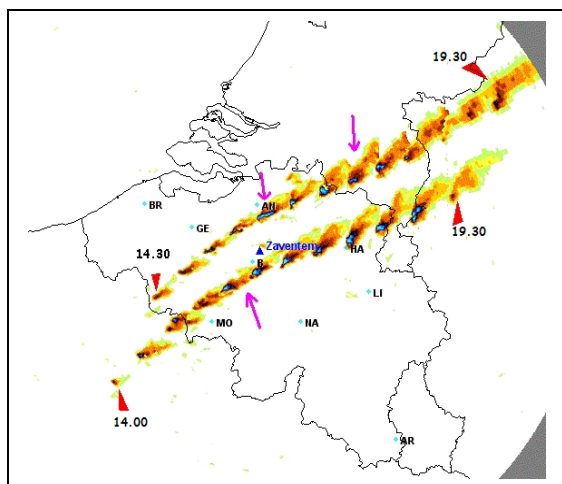 19.30
BR
AN
GE
14.30
Zaventem
B
HA
19.30
LI
MO
NA
14.00
AR